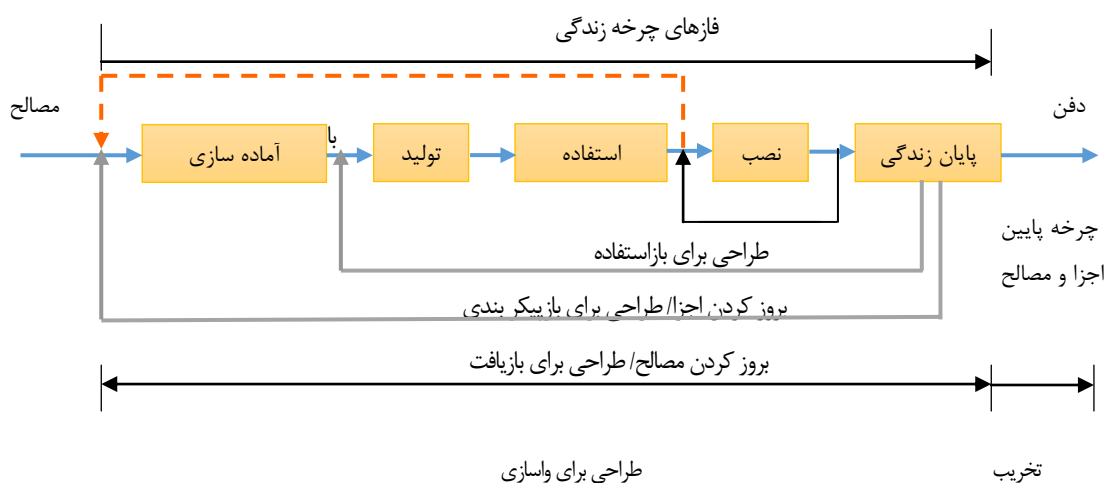 فازهای چرخه زندگی
مصالح
دفن
آماده سازی
با
تولید
استفاده
نصب
پایان زندگی
چرخه پایین
اجزا و مصالح
طراحی برای بازاستفاده
بروز کردن اجزا/ طراحی برای بازپیکر بندی
بروز کردن مصالح/ طراحی برای بازیافت
طراحی برای واسازی
تخریب